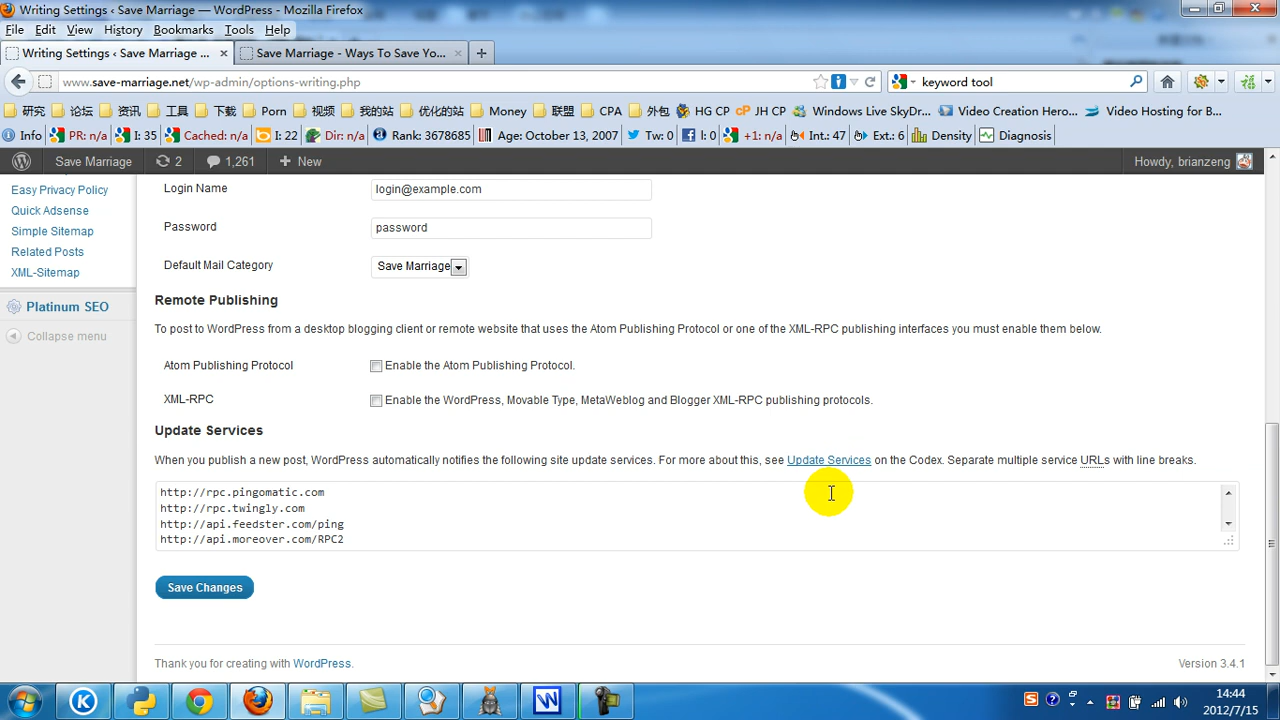 Writing Settings ‹ Save Marriage — WordPress - Mozilla Firefox
File Edit View History Bookmarks Tools Help
Writing Settings ‹ Save Marriage ... Save Marriage - Ways To Save Yo...
www.save-marriage.net/wp-admin/options-writing.php keyword tool
研究 论坛 资讯 工具 下载 Porn 视频 我的站 优化的站 Money 联盟 CPA 外包 HG CP JH CP Windows Live SkyDr... Video Creation Hero... Video Hosting for B...
Info PR: n/a I: 35 Cached: n/a I: 22 Dir: n/a Rank: 3678685 Age: October 13, 2007 Tw: 0 l: 0 +1: n/a Int: 47 Ext.: 6 Density Diagnosis
Save Marriage 2 1,261 New Howdy, brianzeng
Easy Privacy Policy
Quick Adsense
Simple Sitemap
Related Posts
XML-Sitemap
Platinum SEO
Collapse menu
Login Name login@example.com
Password password
Default Mail Category Save Marriage
Remote Publishing
To post to WordPress from a desktop blogging client or remote website that uses the Atom Publishing Protocol or one of the XML-RPC publishing interfaces you must enable them below.
Atom Publishing Protocol Enable the Atom Publishing Protocol.
XML-RPC Enable the WordPress, Movable Type, MetaWeblog and Blogger XML-RPC publishing protocols.
Update Services
When you publish a new post, WordPress automatically notifies the following site update services. For more about this, see Update Services on the Codex. Separate multiple service URLs with line breaks.
http://rpc.pingomatic.com
http://rpc.twingly.com
http://api.feedster.com/ping
http://api.moreover.com/RPC2
Save Changes
Thank you for creating with WordPress. Version 3.4.1
14:44
2012/7/15